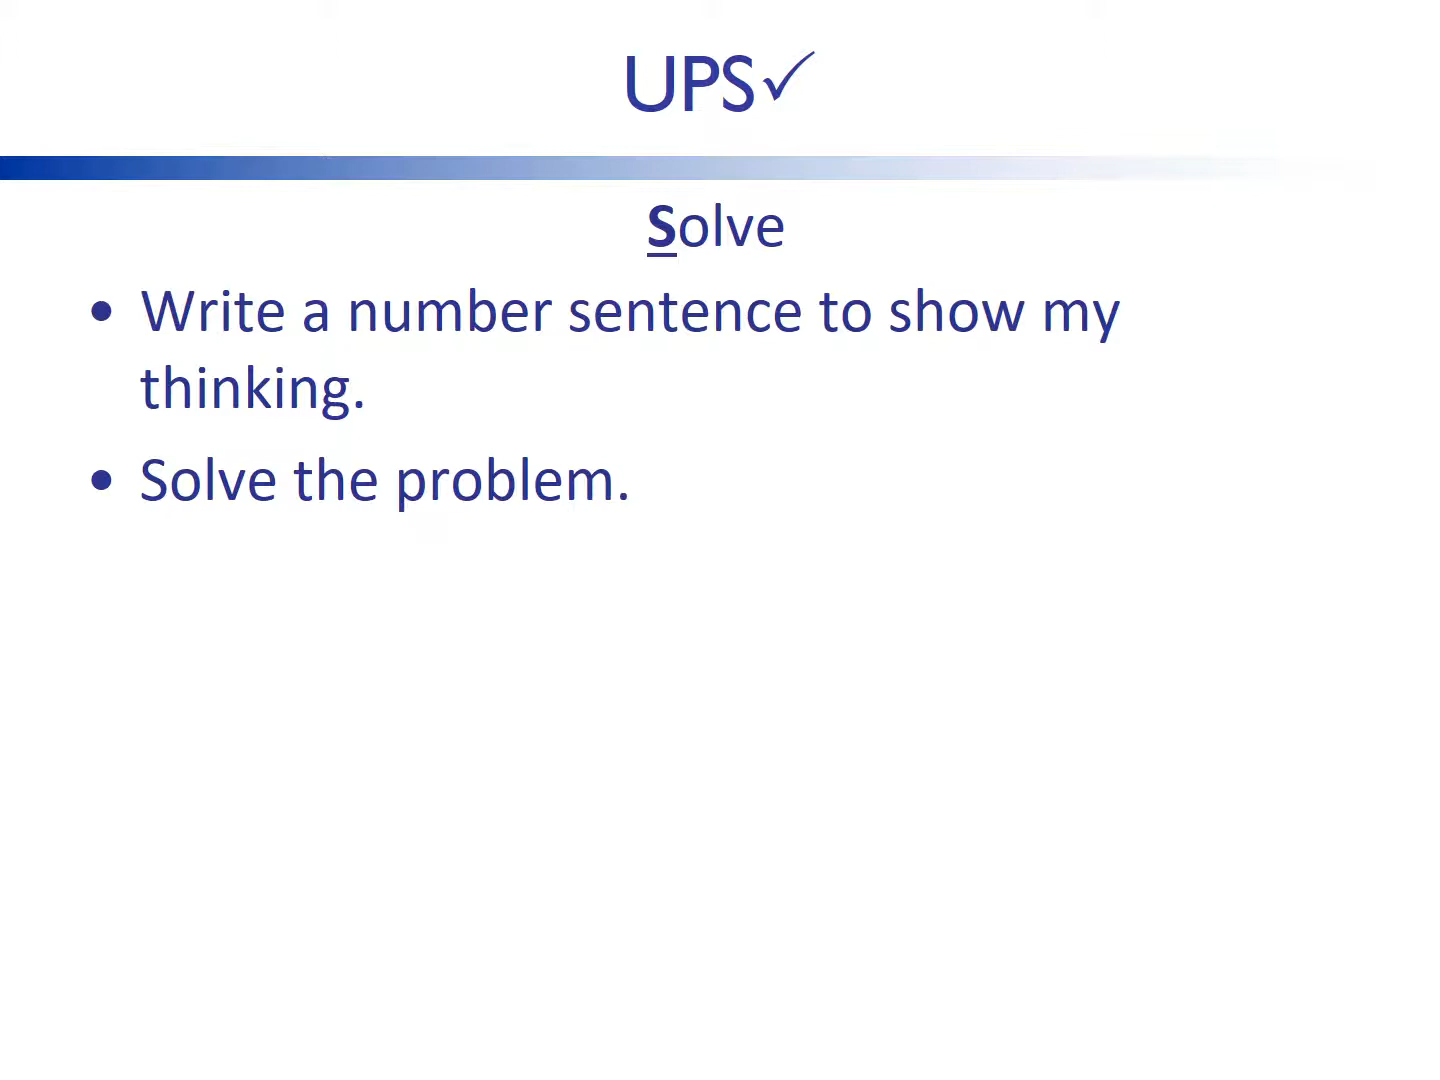 UPS✓
Solve
• Write a number sentence to show my
thinking.
• Solve the problem.